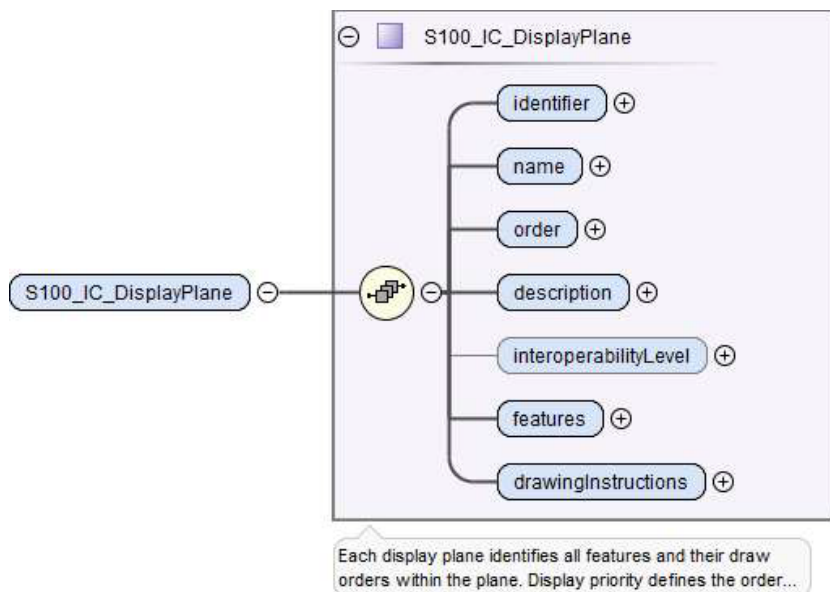 S100_IC_DisplayPlane
identifier
name
order
S100_IC_DisplayPlane
description
interoperabilityLevel
features
drawingInstructions
Each display plane identifies all features and their draw
orders within the plane. Display priority defines the order...